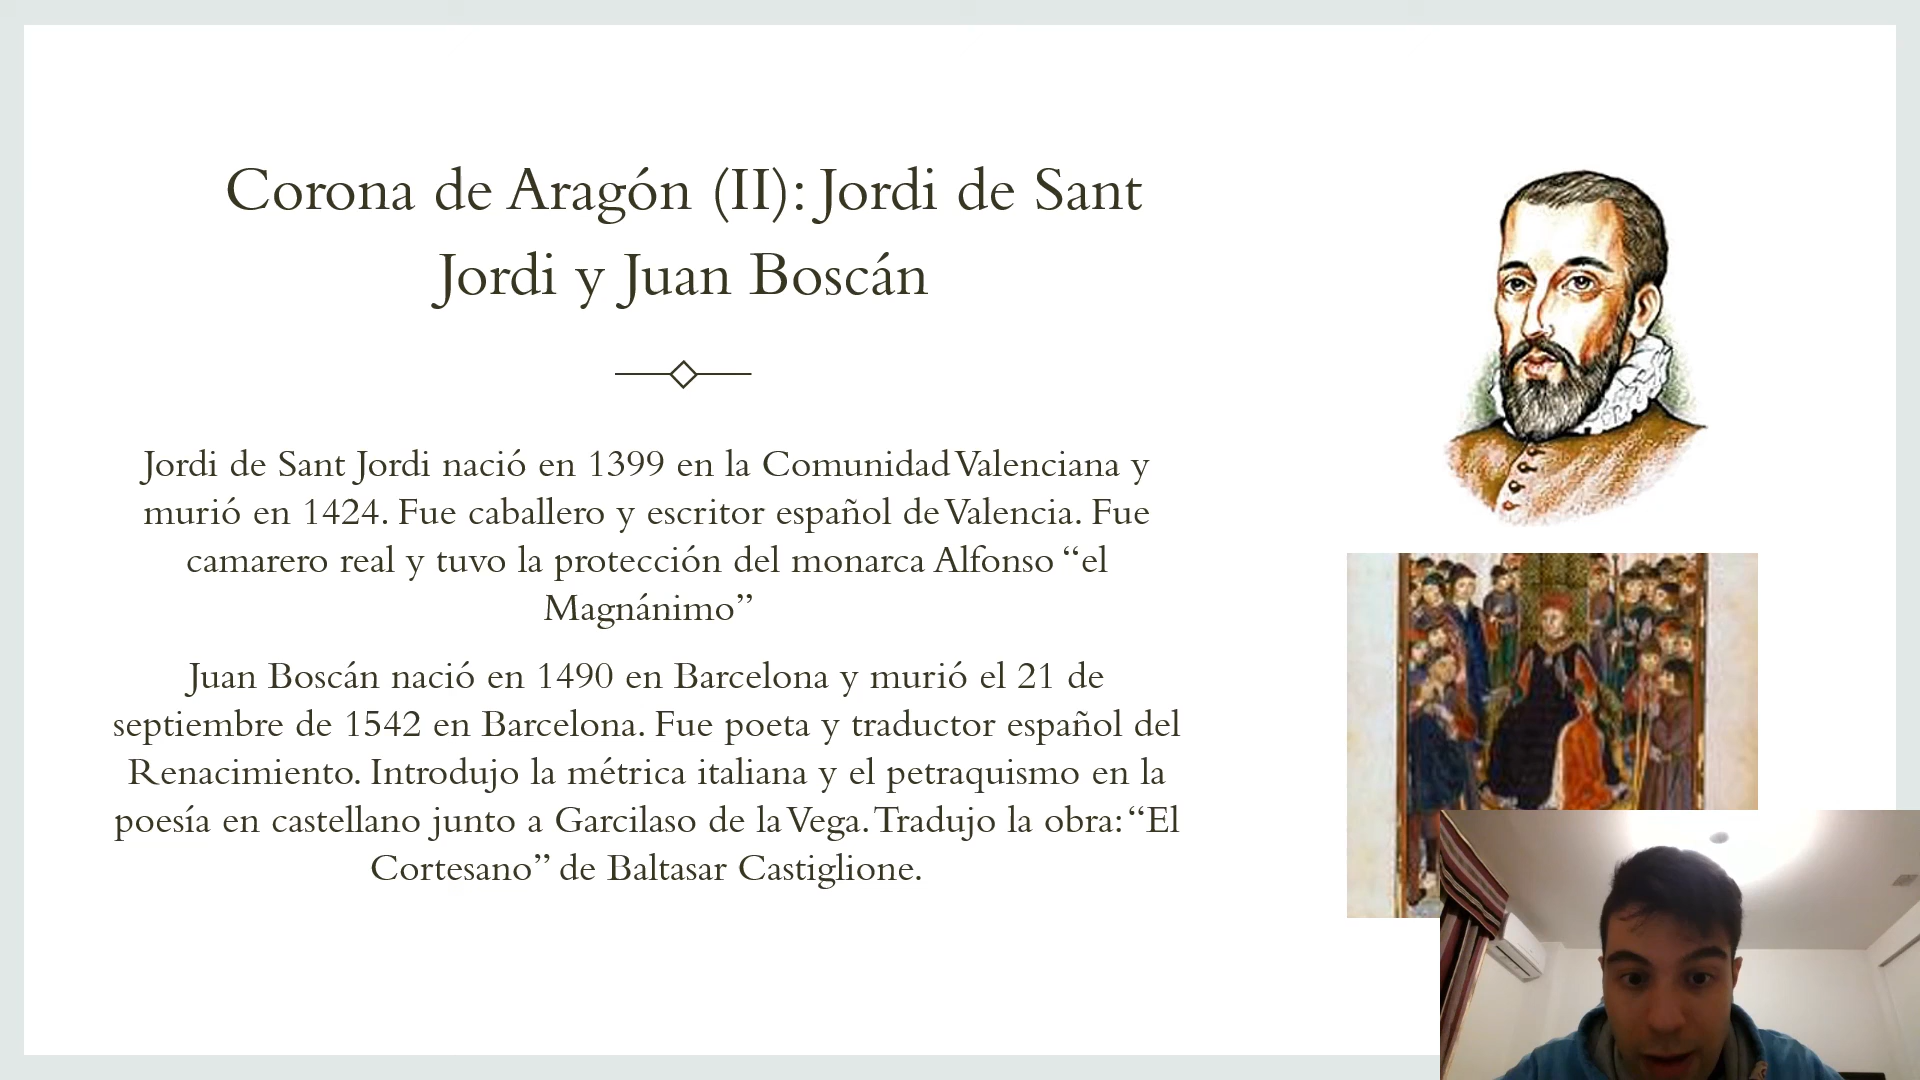 Corona de Aragón (II): Jordi de Sant
Jordi y Juan Boscán
Jordi de Sant Jordi nació en 1399 en la Comunidad Valenciana y
murió en 1424. Fue caballero y escritor español de Valencia. Fue
camarero real y tuvo la protección del monarca Alfonso “el
Magnánimo”
Juan Boscán nació en 1490 en Barcelona y murió el 21 de
septiembre de 1542 en Barcelona. Fue poeta y traductor español del
Renacimiento. Introdujo la métrica italiana y el petraquismo en la
poesía en castellano junto a Garcilaso de la Vega. Tradujo la obra: “El
Cortesano” de Baltasar Castiglione.